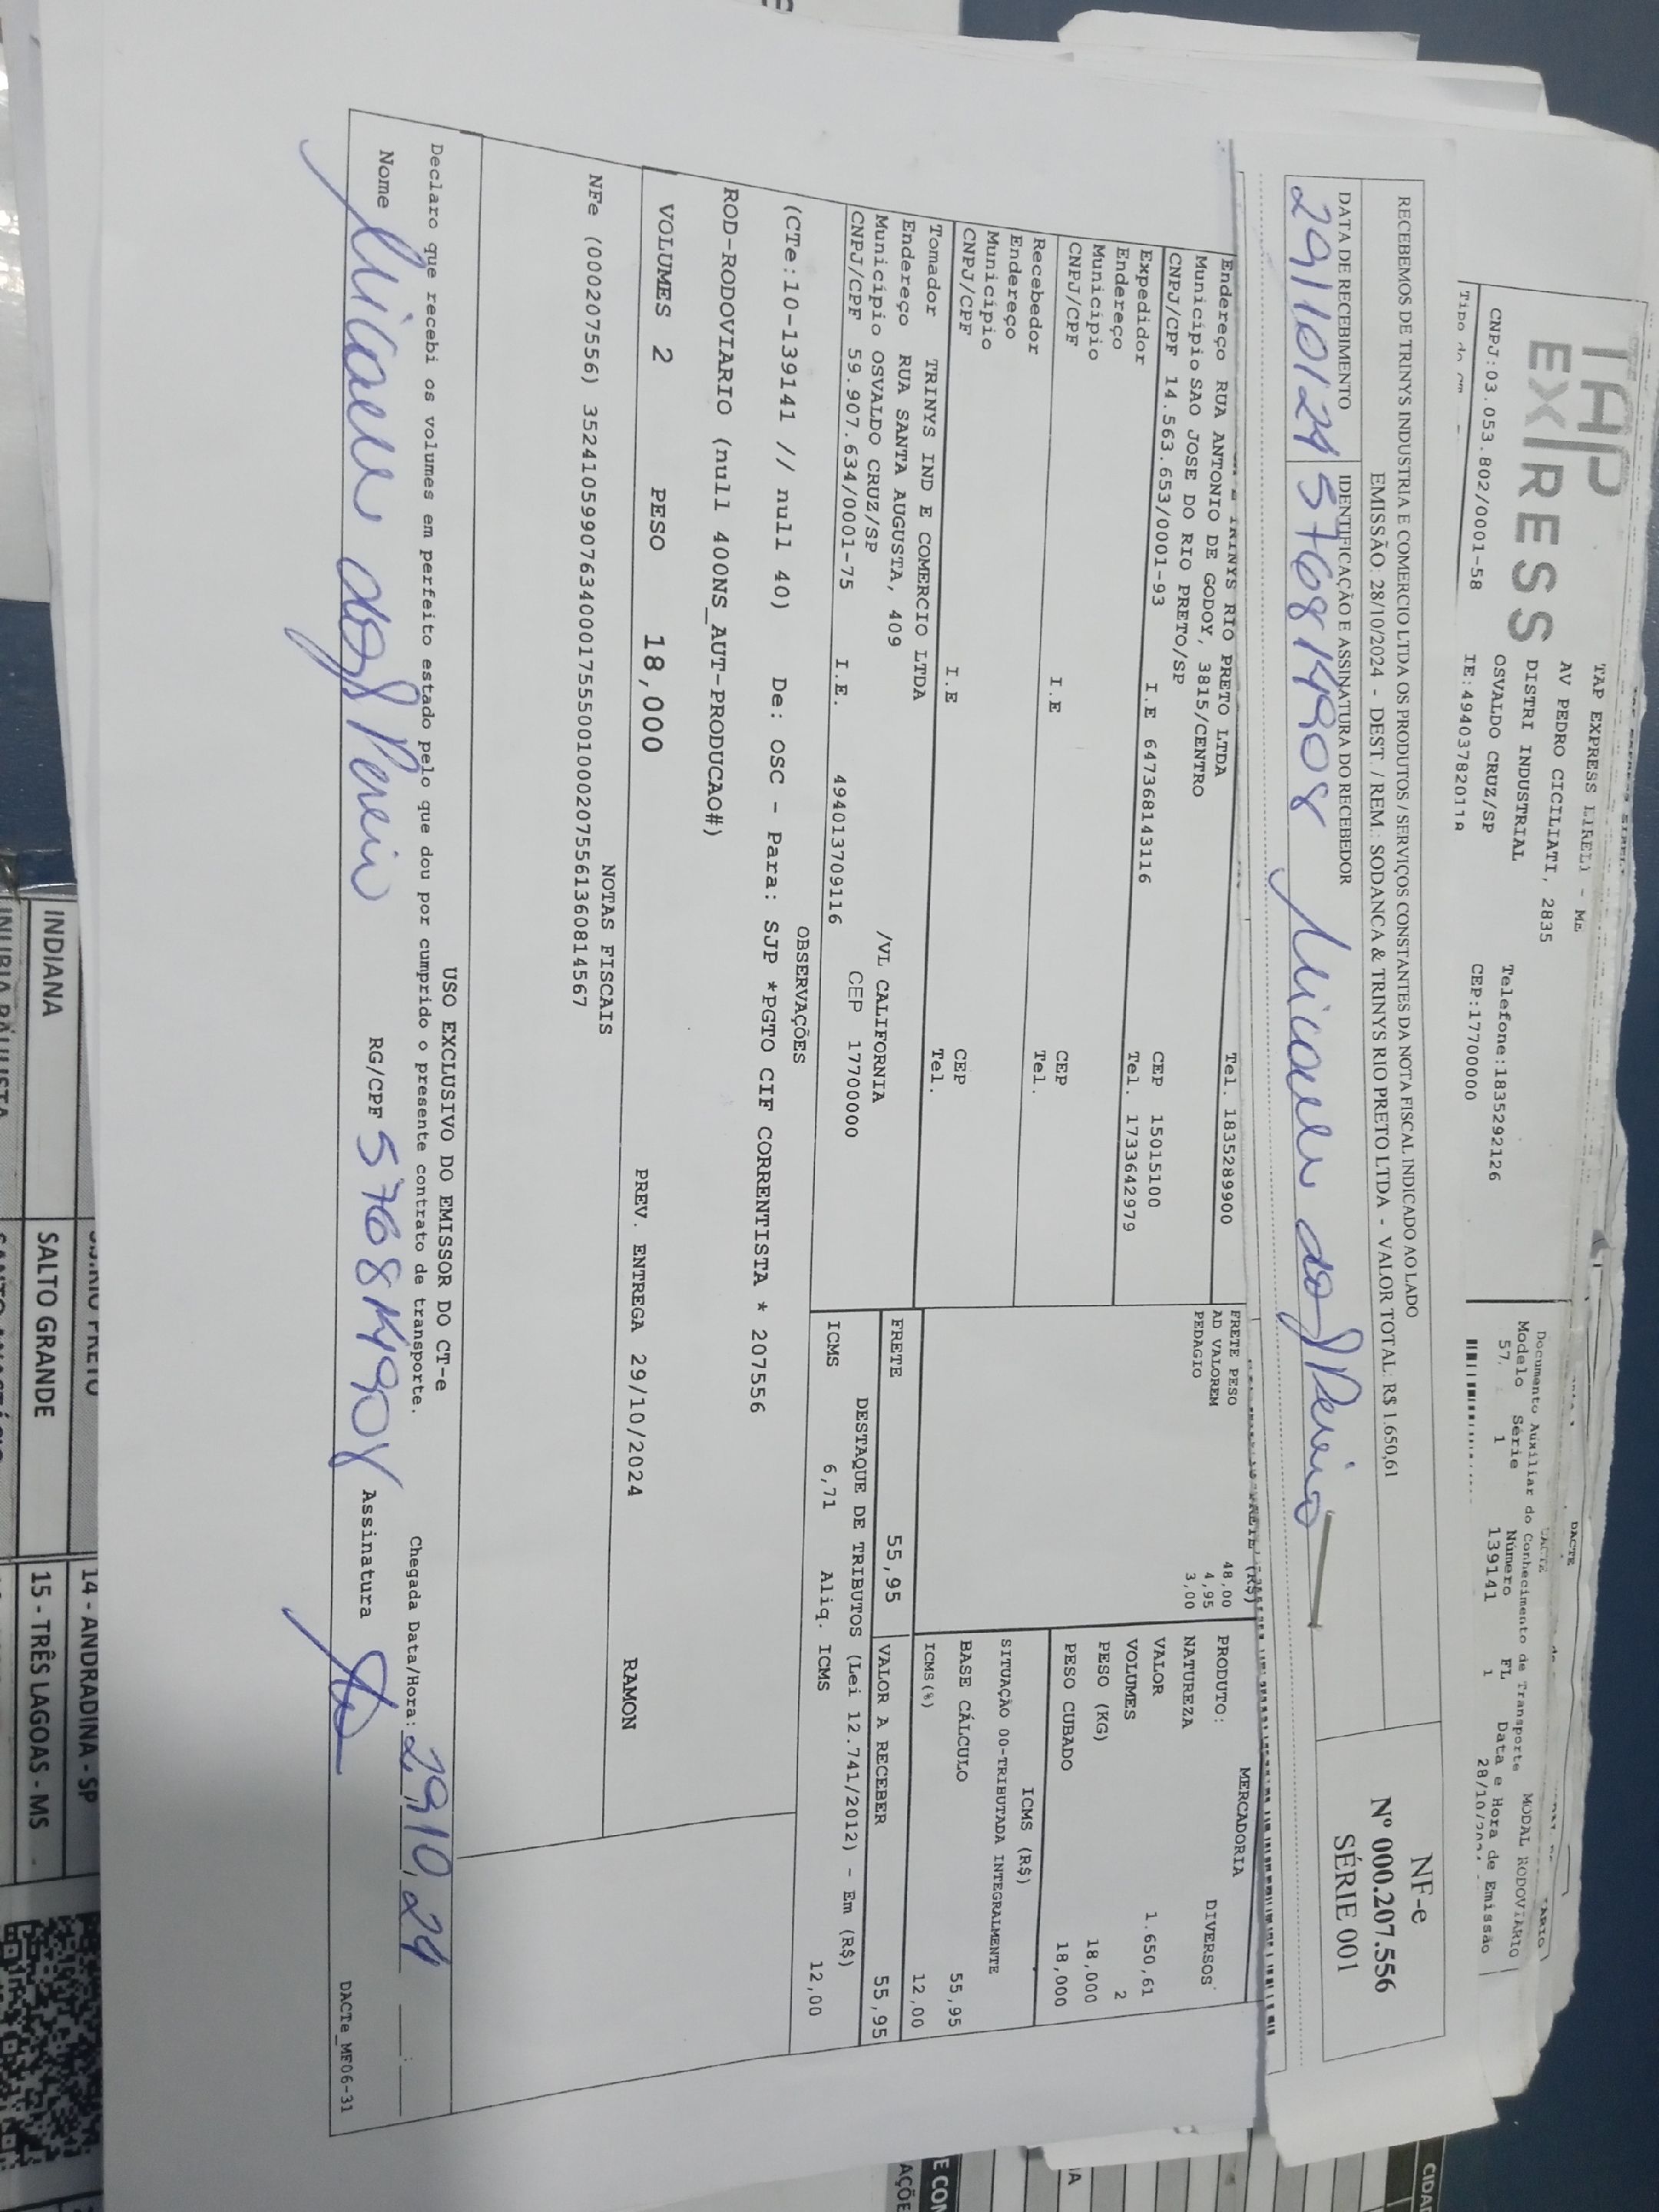 TAP EXPRESS
TAP EXPRESS EIRELI - ME
AV PEDRO CICILIATI, 2835
DISTRI INDUSTRIAL
OSVALDO CRUZ/SP
Telefone:1835292126
CNPJ:03.053.802/0001-58
IE:494037820118
CEP:17700000
DACTE
Documento Auxiliar do Conhecimento de Transporte
MODAL RODOVIARIO
Modelo Série Número FL Data e Hora de Emissão
57 1 139141 1
RECEBEMOS DE TRINYS INDUSTRIA E COMERCIO LTDA OS PRODUTOS / SERVIÇOS CONSTANTES DA NOTA FISCAL INDICADO AO LADO
EMISSÃO: 28/10/2024 - DEST. / REM.: SODANCA & TRINYS RIO PRETO LTDA - VALOR TOTAL: R$ 1.650,61
NF-e
Nº 000.207.556
SÉRIE 001
DATA DE RECEBIMENTO
IDENTIFICAÇÃO E ASSINATURA DO RECEBEDOR
29/10/24
TRINYS RIO PRETO LTDA
Endereço RUA ANTONIO DE GODOY, 3815/CENTRO
Tel. 1835289900
Município SAO JOSE DO RIO PRETO/SP
CEP 15015100
CNPJ/CPF 14.563.653/0001-93 I.E 647368143116
Tel. 1733642979
Expedidor
Endereço
Município
CEP
CNPJ/CPF I.E
Tel.
Recebedor
Endereço
Município
CEP
CNPJ/CPF I.E
Tel.
Tomador TRINYS IND E COMERCIO LTDA
Endereço RUA SANTA AUGUSTA, 409 /VL CALIFORNIA
Município OSVALDO CRUZ/SP
CEP 17700000
CNPJ/CPF 59.907.634/0001-75 I.E. 494013709116
FRETE PESO 48,00
AD VALOREM 4,95
PEDAGIO 3,00
MERCADORIA
PRODUTO: DIVERSOS
NATUREZA
VALOR 1.650,61
VOLUMES 2
PESO (KG) 18,000
PESO CUBADO 18,000
ICMS (R$)
SITUAÇÃO 00-TRIBUTADA INTEGRALMENTE
BASE CÁLCULO 55,95
ICMS(%) 12,00
FRETE 55,95
VALOR A RECEBER 55,95
DESTAQUE DE TRIBUTOS (Lei 12.741/2012) - Em (R$)
ICMS 6,71 Aliq. ICMS 12,00
OBSERVAÇÕES
(CTe:10-139141 // null 40) De: OSC - Para: SJP *PGTO CIF CORRENTISTA * 207556
ROD-RODOVIARIO (null 400NS_AUT-PRODUCAO#)
VOLUMES 2 PESO 18,000 PREV. ENTREGA 29/10/2024 RAMON
NOTAS FISCAIS
NFe (000207556) 35241059907634000175550010002075561360814567
USO EXCLUSIVO DO EMISSOR DO CT-e
Declaro que recebi os volumes em perfeito estado pelo que dou por cumprido o presente contrato de transporte.
Chegada Data/Hora: 29/10/24
Nome
RG/CPF
Assinatura
DACTe_MF06-31
INDIANA
SALTO GRANDE
14 - ANDRADINA - SP
15 - TRÊS LAGOAS - MS